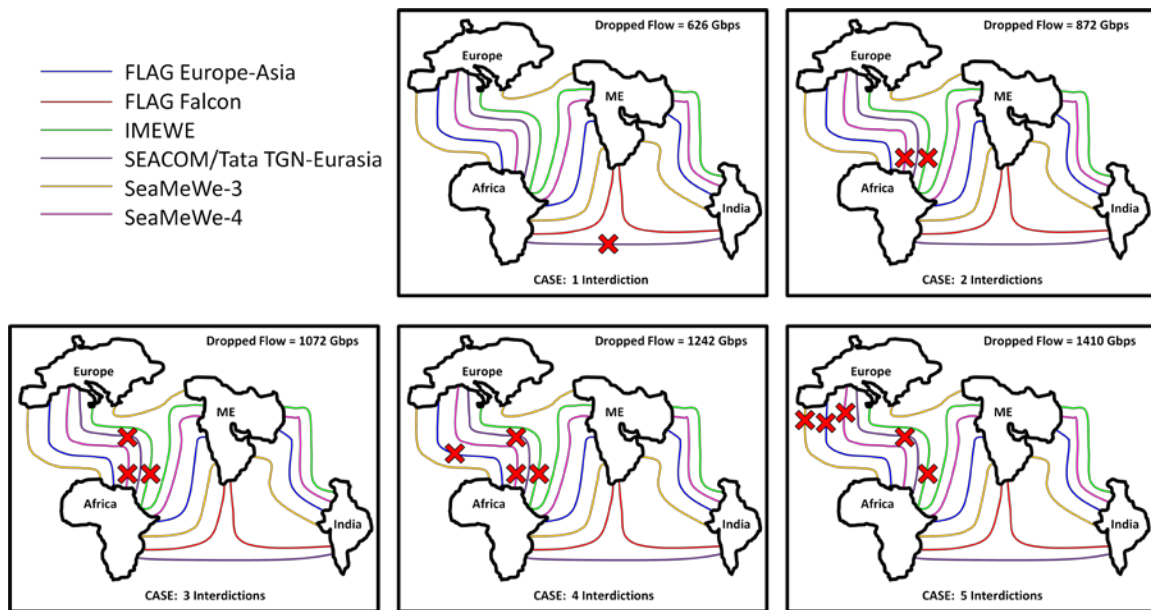 FLAG Europe-Asia
FLAG Falcon
IMEWE
SEACOM/Tata TGN-Eurasia
SeaMeWe-3
SeaMeWe-4
Dropped Flow = 626 Gbps
Europe
ME
Africa
India
CASE: 1 Interdiction
Dropped Flow = 872 Gbps
Europe
ME
Africa
India
CASE: 2 Interdictions
Dropped Flow = 1072 Gbps
Europe
ME
Africa
India
CASE: 3 Interdictions
Dropped Flow = 1242 Gbps
Europe
ME
Africa
India
CASE: 4 Interdictions
Dropped Flow = 1410 Gbps
Europe
ME
Africa
India
CASE: 5 Interdictions